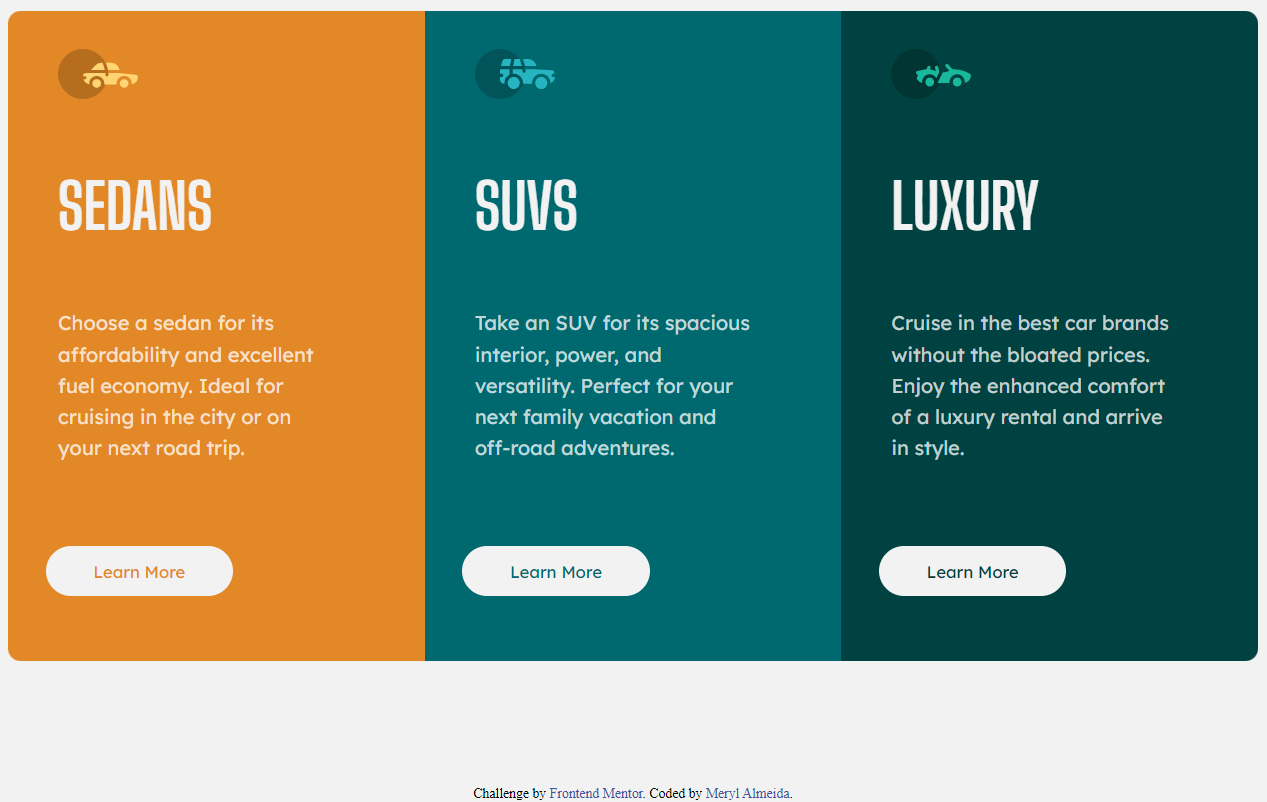 SEDANS
Choose a sedan for its
affordability and excellent
fuel economy. Ideal for
cruising in the city or on
your next road trip.
Learn More
SUVS
Take an SUV for its spacious
interior, power, and
versatility. Perfect for your
next family vacation and
off-road adventures.
Learn More
LUXURY
Cruise in the best car brands
without the bloated prices.
Enjoy the enhanced comfort
of a luxury rental and arrive
in style.
Learn More
Challenge by Frontend Mentor. Coded by Meryl Almeida.